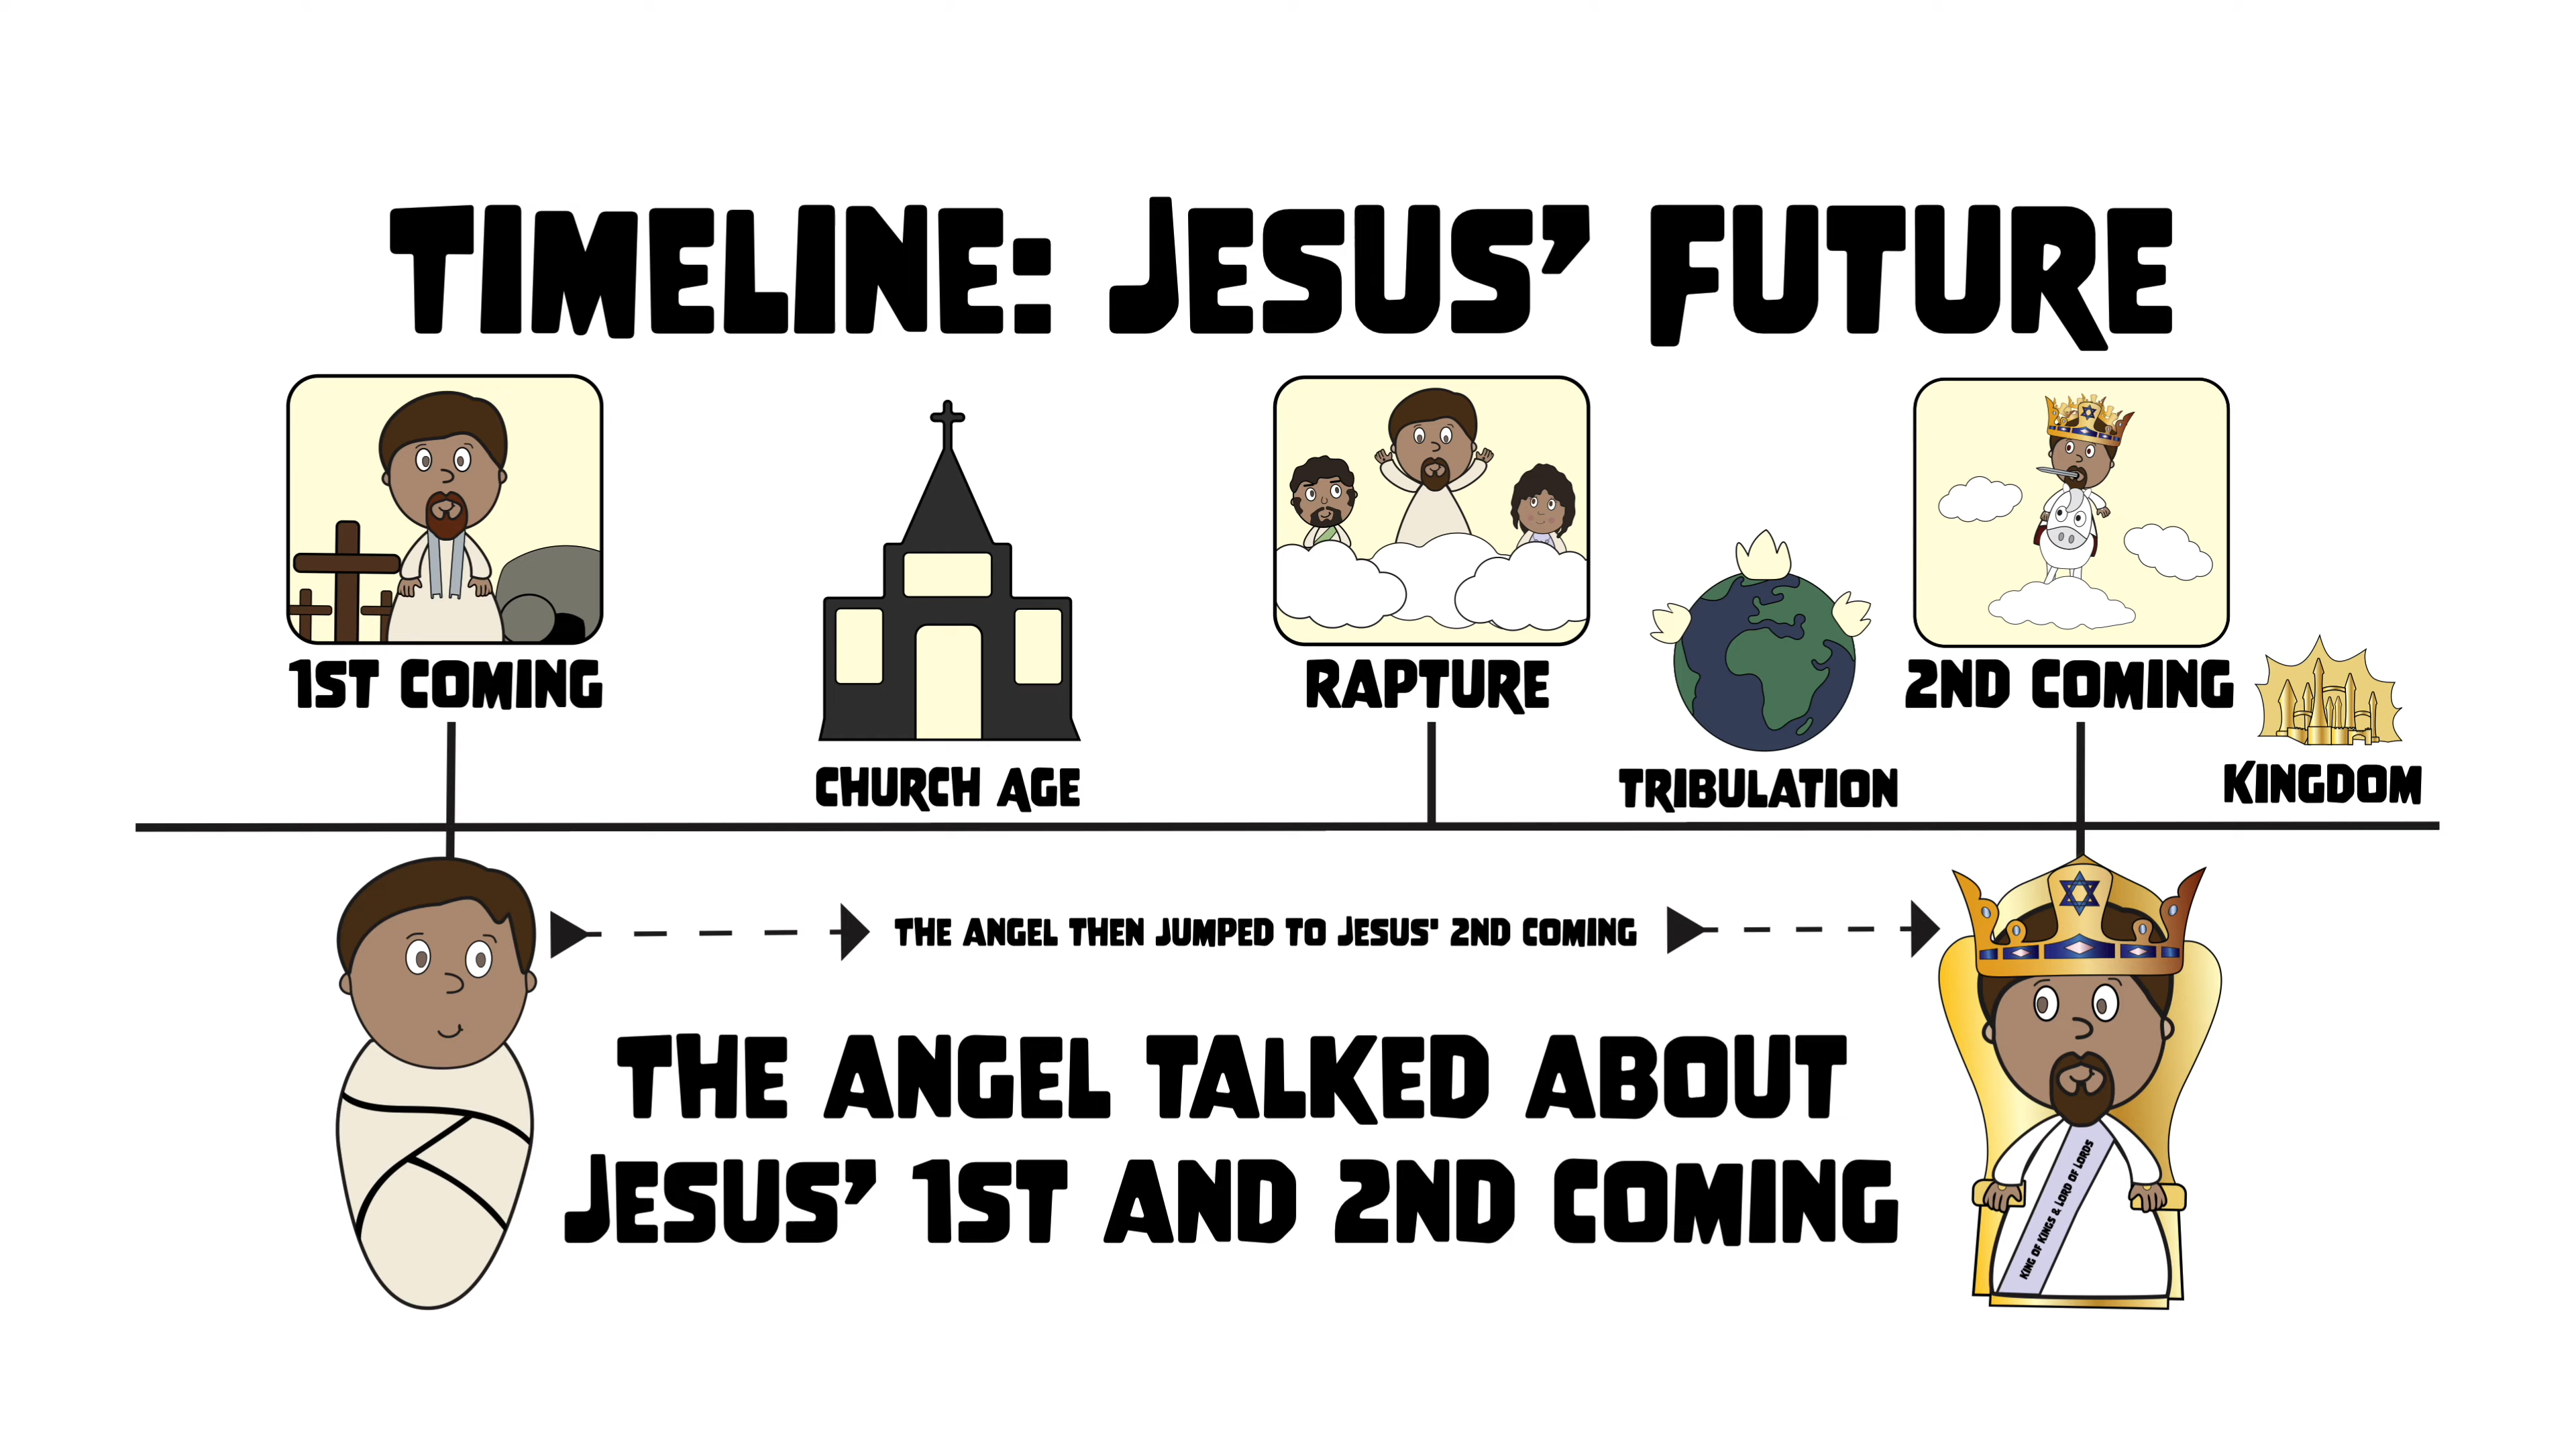 TIMELINE: JESUS' FUTURE
1ST COMING
CHURCH AGE
RAPTURE
TRIBULATION
2ND COMING
KINGDOM
THE ANGEL THEN JUMPED TO JESUS' 2ND COMING
THE ANGEL TALKED ABOUT
JESUS' 1ST AND 2ND COMING
KING OF KINGS & LORD OF LORDS